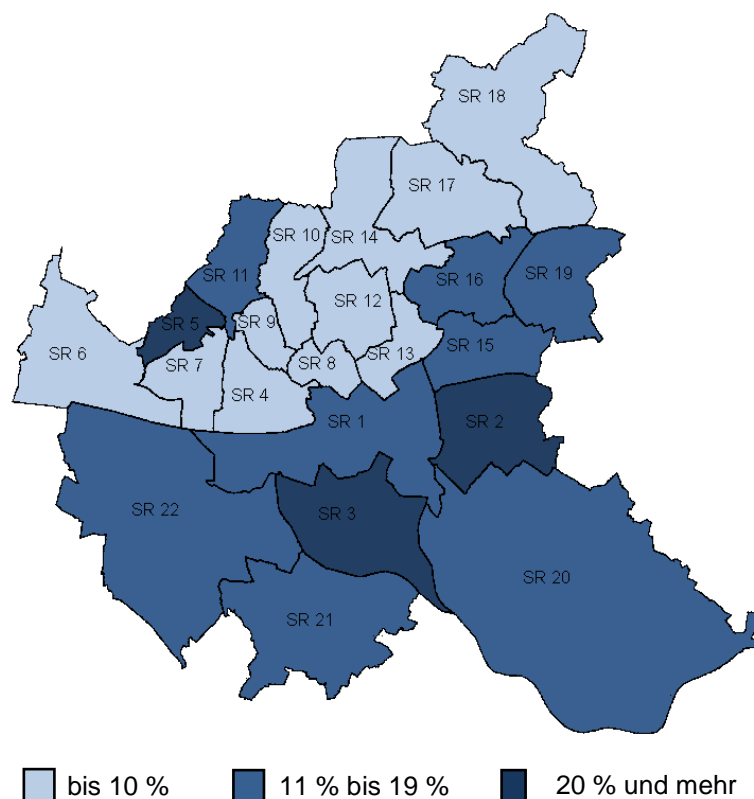 SR 18
SR 17
SR 10
SR 14
SR 11
SR 16
SR 19
SR 12
SR 5
SR 9
SR 6
SR 7
SR 8
SR 13
SR 15
SR 4
SR 1
SR 2
SR 22
SR 3
SR 20
SR 21
bis 10 % 11 % bis 19 % 20 % und mehr